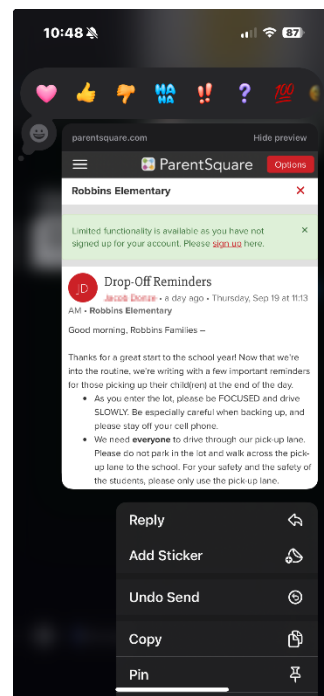 10:48
87
HA
HA
!!
?
100
parentsquare.com
Hide preview
ParentSquare
Options
Robbins Elementary
Limited functionality is available as you have not
signed up for your account. Please sign up here.
JD
Drop-Off Reminders
• a day ago • Thursday, Sep 19 at 11:13
AM • Robbins Elementary
Good morning, Robbins Families –
Thanks for a great start to the school year! Now that we're
into the routine, we're writing with a few important reminders
for those picking up their child(ren) at the end of the day.
• As you enter the lot, please be FOCUSED and drive
SLOWLY. Be especially careful when backing up, and
please stay off your cell phone.
• We need everyone to drive through our pick-up lane.
Please do not park in the lot and walk across the pick-
up lane to the school. For your safety and the safety of
the students, please only use the pick-up lane.
Reply
Add Sticker
Undo Send
Copy
Pin